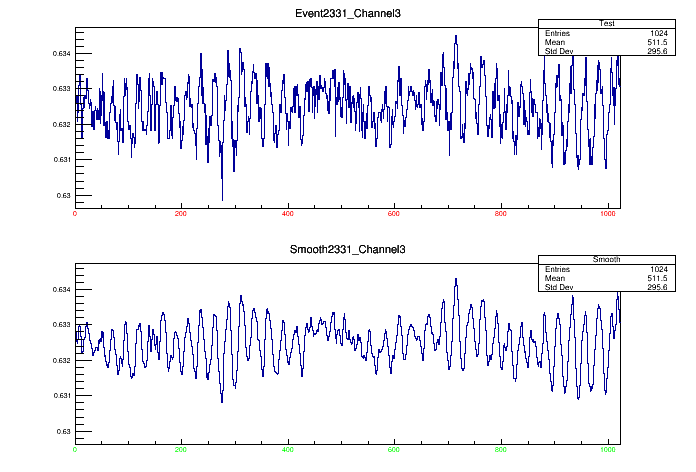 Event2331_Channel3
Test
Entries 1024
Mean 511.5
Std Dev 295.6
0.634
0.633
0.632
0.631
0.63
0 200 400 600 800 1000
Smooth2331_Channel3
Smooth
Entries 1024
Mean 511.5
Std Dev 295.6
0.634
0.633
0.632
0.631
0.63
0 200 400 600 800 1000